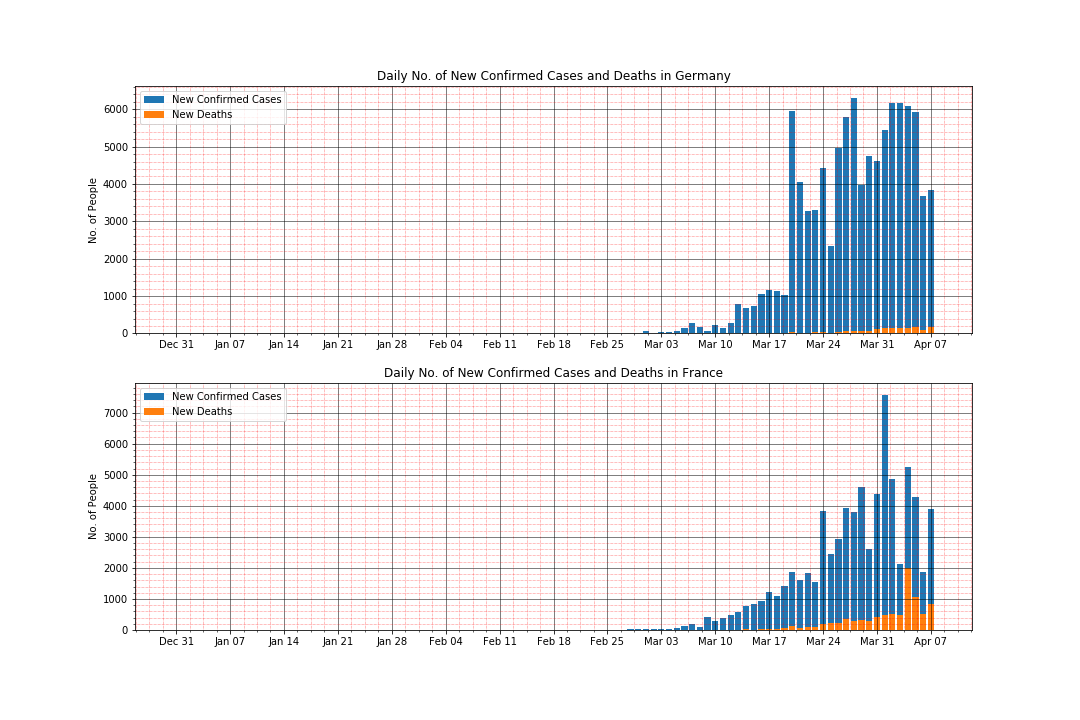 Daily No. of New Confirmed Cases and Deaths in Germany
New Confirmed Cases
New Deaths
No. of People
6000
5000
4000
3000
2000
1000
0
Dec 31 Jan 07 Jan 14 Jan 21 Jan 28 Feb 04 Feb 11 Feb 18 Feb 25 Mar 03 Mar 10 Mar 17 Mar 24 Mar 31 Apr 07
Daily No. of New Confirmed Cases and Deaths in France
New Confirmed Cases
New Deaths
No. of People
7000
6000
5000
4000
3000
2000
1000
0
Dec 31 Jan 07 Jan 14 Jan 21 Jan 28 Feb 04 Feb 11 Feb 18 Feb 25 Mar 03 Mar 10 Mar 17 Mar 24 Mar 31 Apr 07